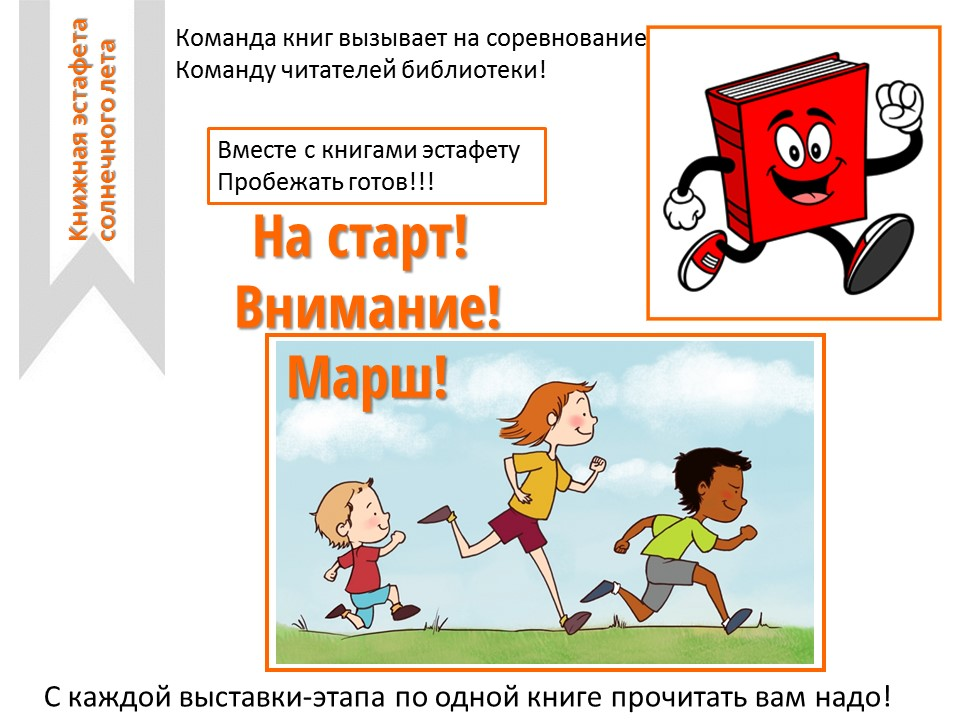 Книжная эстафета
солнечного лета
Команда книг вызывает на соревнование
Команду читателей библиотеки!
Вместе с книгами эстафету
Пробежать готов!!!
На старт!
Внимание!
Марш!
С каждой выставки-этапа по одной книге прочитать вам надо!